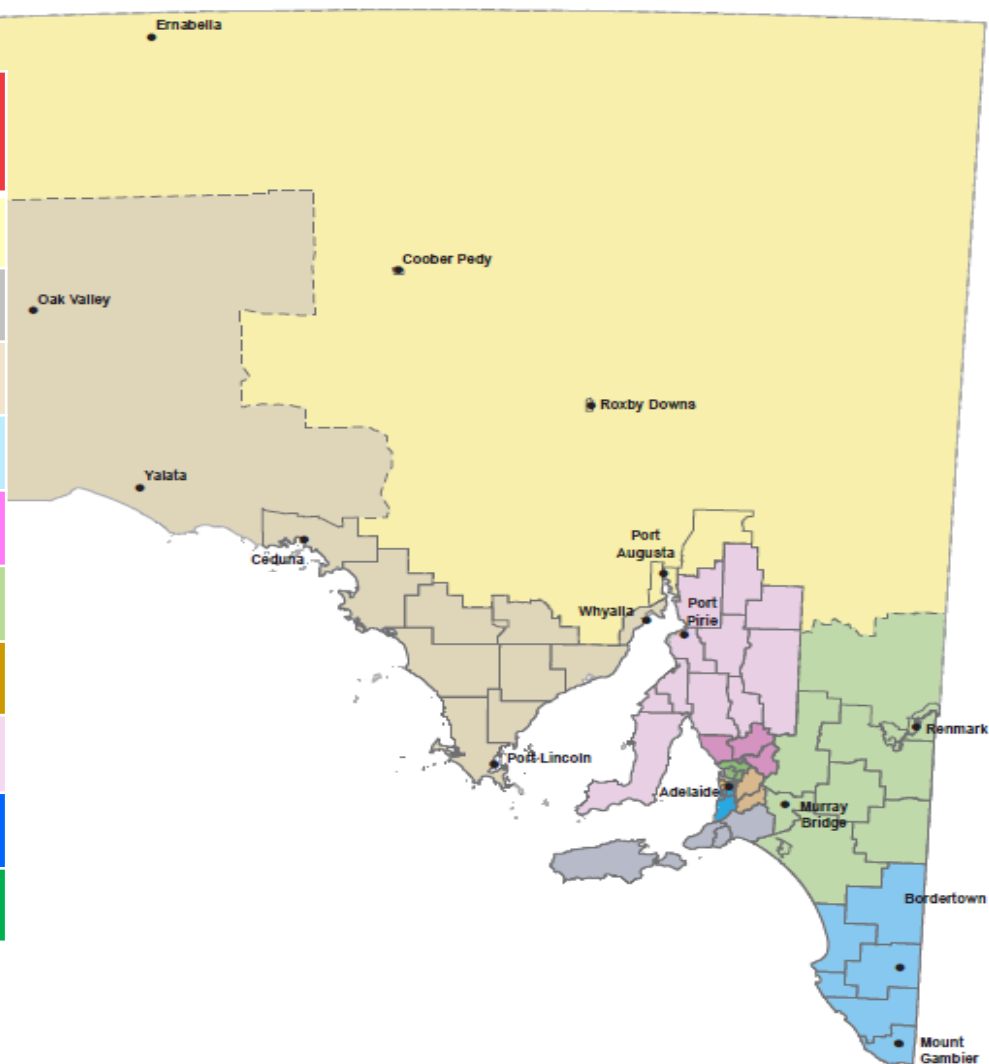 Ernabella
Coober Pedy
Oak Valley
Roxby Downs
Yalata
Port
Augusta
Ceduna
Whyalla
Port
Pirie
Renmark
Port Lincoln
Adelaide
Murray
Bridge
Bordertown
Mount
Gambier